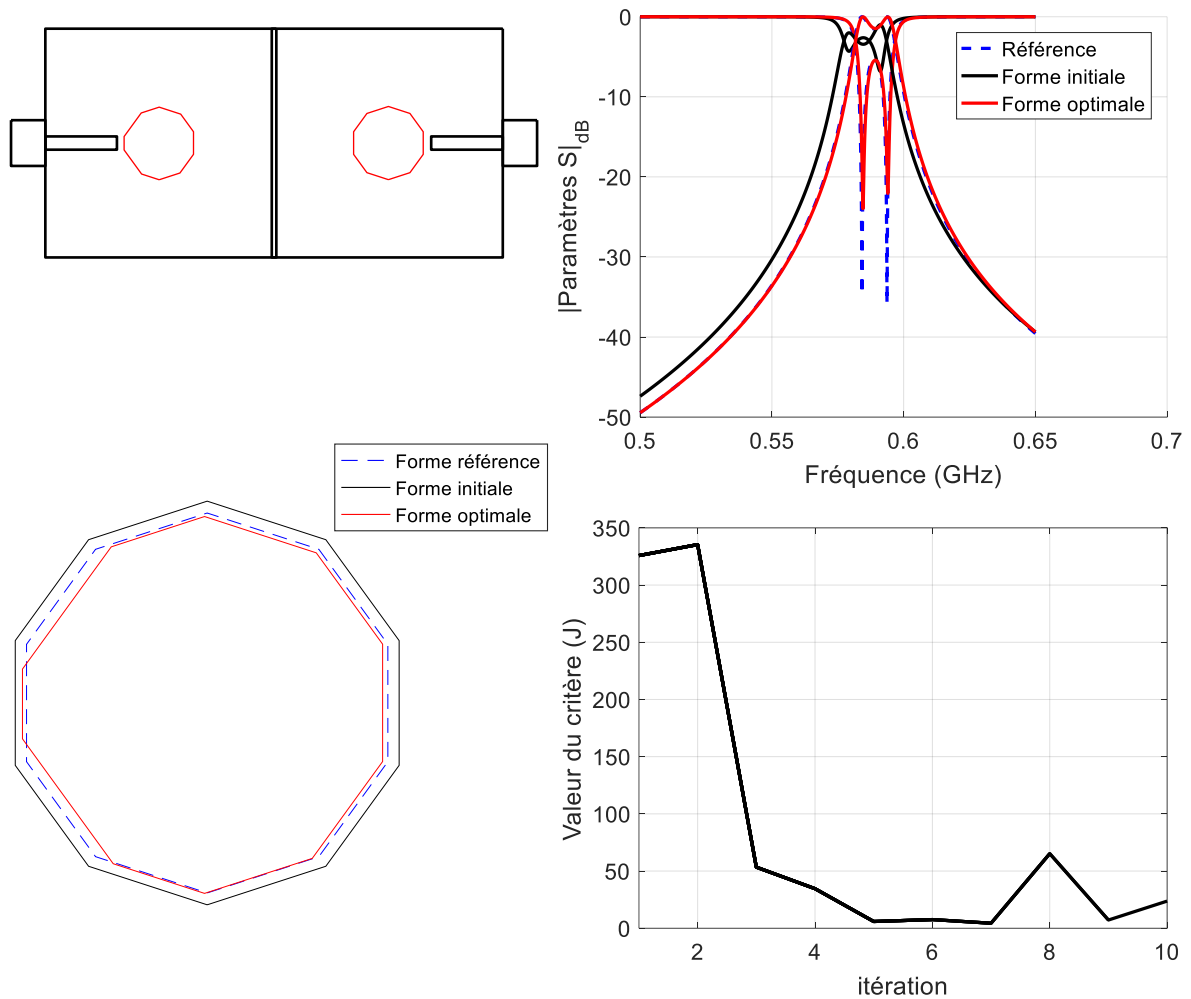 0
-10
-20
-30
-40
-50
0.5
0.55
0.6
0.65
0.7
|Paramètres S|dB
Fréquence (GHz)
Référence
Forme initiale
Forme optimale
Forme référence
Forme initiale
Forme optimale
350
300
250
200
150
100
50
0
2
4
6
8
10
Valeur du critère (J)
itération